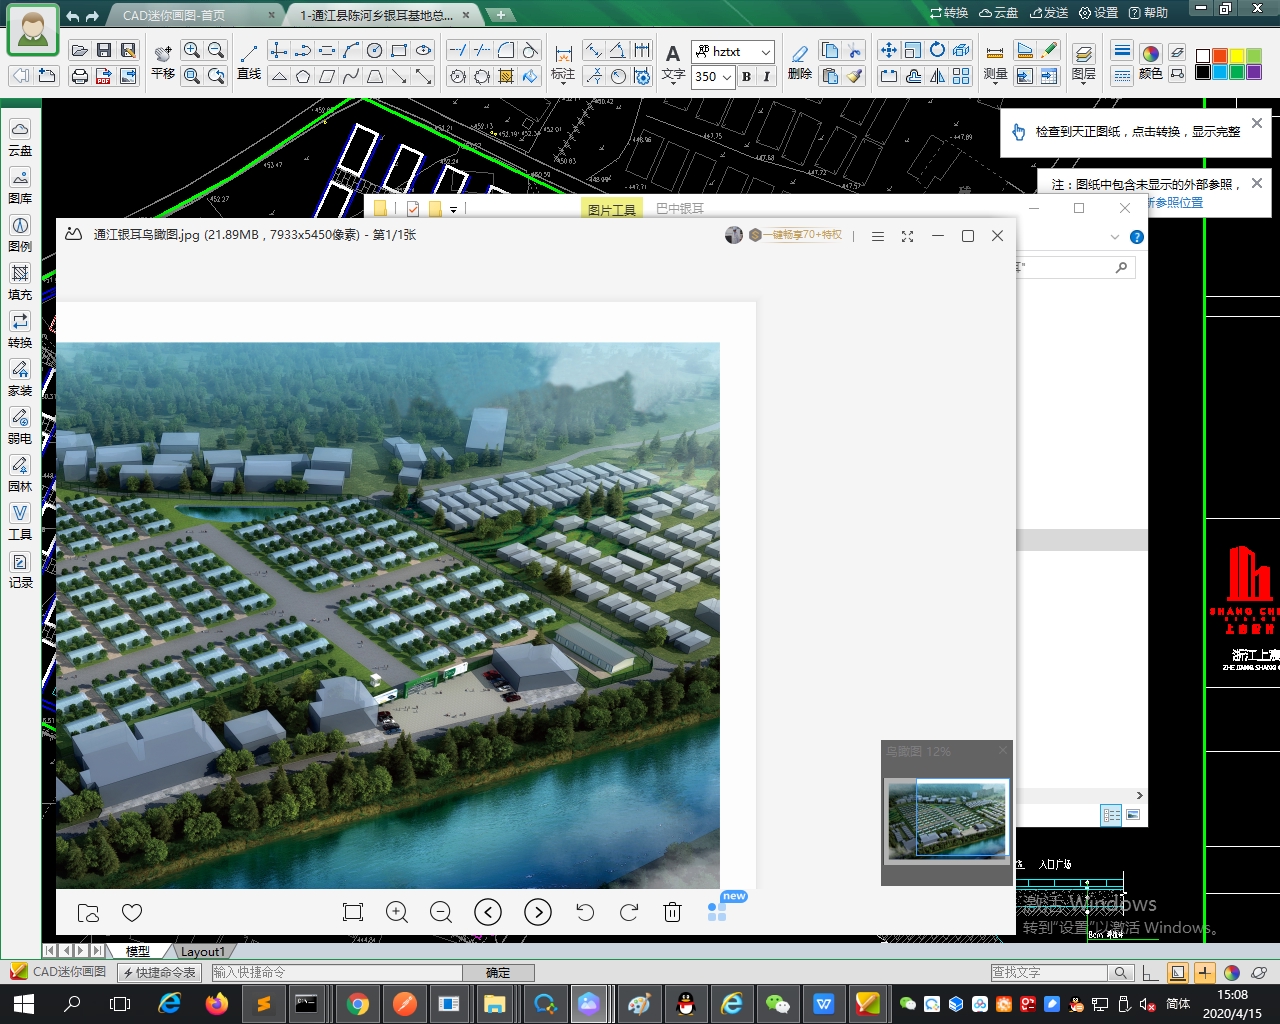 CAD迷你画图-首页
1-通江县陈河乡银耳基地总...
转换
云盘
发送
设置
帮助
平移
直线
标注
文字
hztxt
350
B
I
删除
测量
图层
颜色
云盘
图库
图例
填充
转换
家装
弱电
园林
工具
记录
检查到天正图纸，点击转换，显示完整
注：图纸中包含未显示的外部参照，
参照位置
图片工具
巴中银耳
通江银耳鸟瞰图.jpg (21.89MB , 7933x5450像素) - 第1/1张
一键畅享70+特权
鸟瞰图 12%
new
入口广场
SHANG CHE
DESIGN
浙江上
ZHE JIANG SHANG
激活 Windows
转到“设置”以激活 Windows。
模型
Layout1
CAD迷你画图
快捷命令表
输入快捷命令
确定
查找文字
简体
15:08
2020/4/15